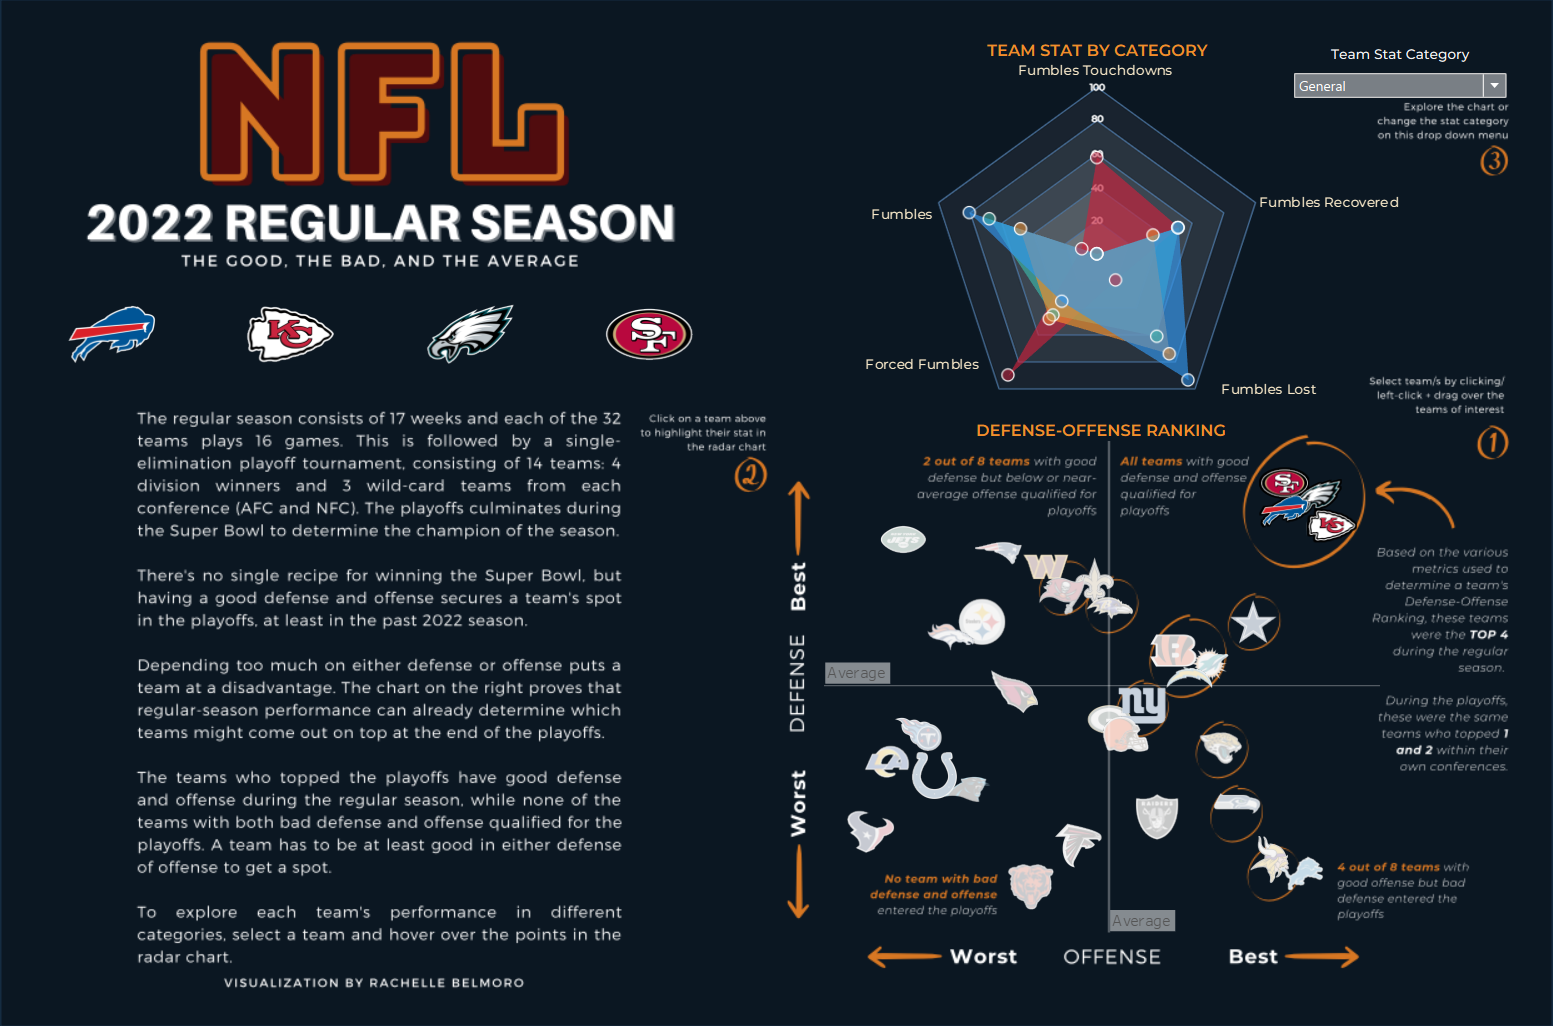 NFL
2022 REGULAR SEASON
THE GOOD, THE BAD, AND THE AVERAGE
KC
SF
The regular season consists of 17 weeks and each of the 32
teams plays 16 games. This is followed by a single-
elimination playoff tournament, consisting of 14 teams: 4
division winners and 3 wild-card teams from each
conference (AFC and NFC). The playoffs culminates during
the Super Bowl to determine the champion of the season.
There's no single recipe for winning the Super Bowl, but
having a good defense and offense secures a team's spot
in the playoffs, at least in the past 2022 season.
Depending too much on either defense or offense puts a
team at a disadvantage. The chart on the right proves that
regular-season performance can already determine which
teams might come out on top at the end of the playoffs.
The teams who topped the playoffs have good defense
and offense during the regular season, while none of the
teams with both bad defense and offense qualified for the
playoffs. A team has to be at least good in either defense
of offense to get a spot.
To explore each team's performance in different
categories, select a team and hover over the points in the
radar chart.
VISUALIZATION BY RACHELLE BELMORO
Click on a team above
to highlight their stat in
the radar chart
2
TEAM STAT BY CATEGORY
Fumbles Touchdowns
100
80
60
40
20
Fumbles
Fumbles Recovered
Forced Fumbles
Fumbles Lost
Team Stat Category
General
Explore the chart or
change the stat category
on this drop down menu
3
Select team/s by clicking/
left-click + drag over the
teams of interest
1
DEFENSE-OFFENSE RANKING
2 out of 8 teams with good
defense but below or near-
average offense qualified for
playoffs
All teams with good
defense and offense
qualified for
playoffs
SF
KC
JETS
W
B
ny
RAIDERS
Best
DEFENSE
Worst
Average
Average
Based on the various
metrics used to
determine a team's
Defense-Offense
Ranking, these teams
were the TOP 4
during the regular
season.
During the playoffs,
these were the same
teams who topped 1
and 2 within their
own conferences.
No team with bad
defense and offense
entered the playoffs
4 out of 8 teams with
good offense but bad
defense entered the
playoffs
Worst
OFFENSE
Best